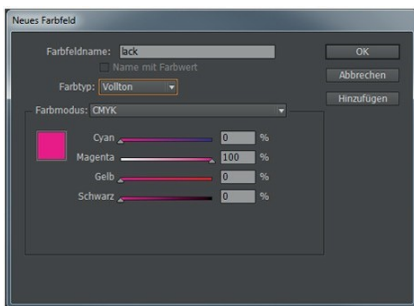 Neues Farbfeld
Farbfeldname: lack
OK
Name mit Farbwert
Abbrechen
Farbtyp: Vollton
Hinzufügen
Farbmodus: CMYK
Cyan 0 %
Magenta 100 %
Gelb 0 %
Schwarz 0 %